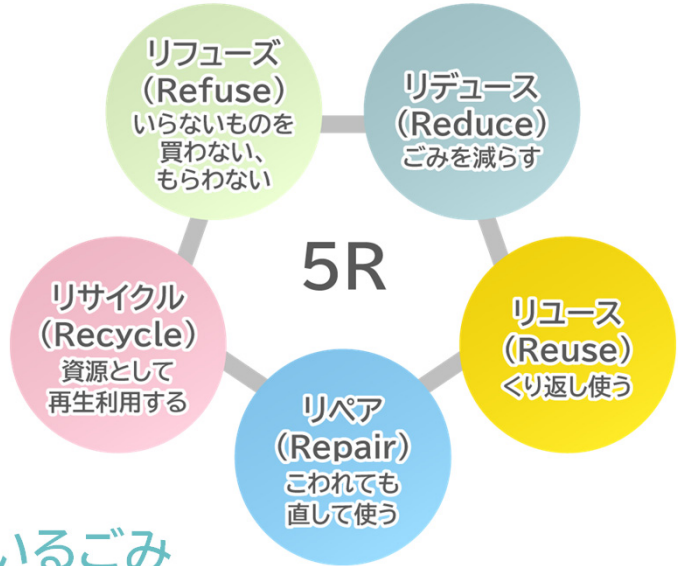 リフューズ
(Refuse)
いらないものを
買わない、
もらわない
リデュース
(Reduce)
ごみを減らす
5R
リサイクル
(Recycle)
資源として
再生利用する
リユース
(Reuse)
くり返し使う
リペア
(Repair)
こわれても
直して使う
いるごみ